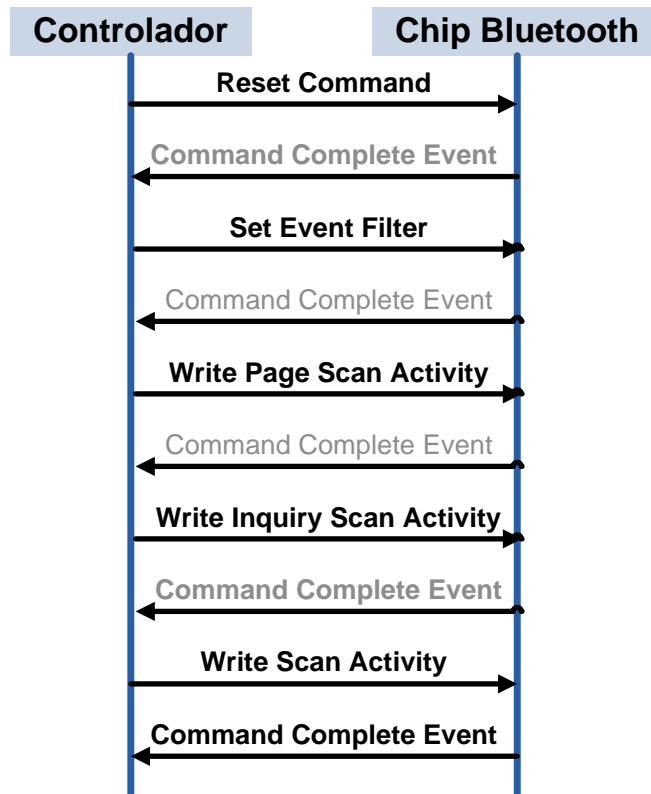 Controlador
Chip Bluetooth
Reset Command
Command Complete Event
Set Event Filter
Command Complete Event
Write Page Scan Activity
Command Complete Event
Write Inquiry Scan Activity
Command Complete Event
Write Scan Activity
Command Complete Event